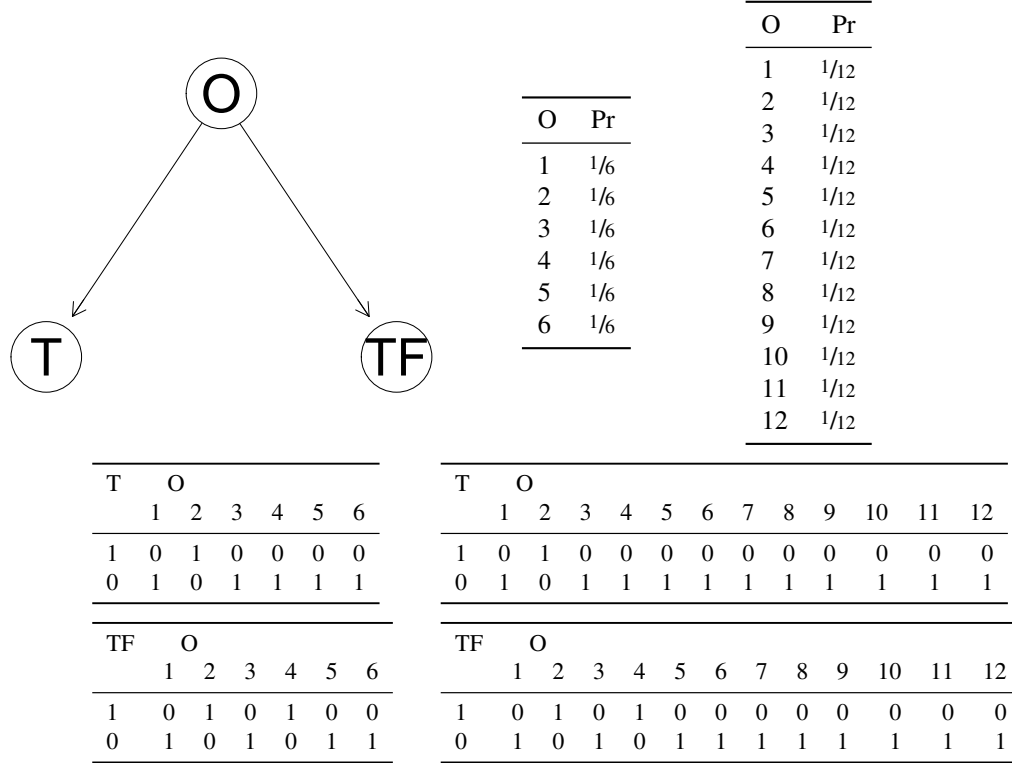 O
T
TF
O Pr
1 1/6
2 1/6
3 1/6
4 1/6
5 1/6
6 1/6
O Pr
1 1/12
2 1/12
3 1/12
4 1/12
5 1/12
6 1/12
7 1/12
8 1/12
9 1/12
10 1/12
11 1/12
12 1/12
T O
1 2 3 4 5 6
1 0 1 0 0 0 0
0 1 0 1 1 1 1
T O
1 2 3 4 5 6 7 8 9 10 11 12
1 0 1 0 0 0 0 0 0 0 0 0 0
0 1 0 1 1 1 1 1 1 1 1 1 1
TF O
1 2 3 4 5 6
1 0 1 0 1 0 0
0 1 0 1 0 1 1
TF O
1 2 3 4 5 6 7 8 9 10 11 12
1 0 1 0 1 0 0 0 0 0 0 0 0
0 1 0 1 0 1 1 1 1 1 1 1 1